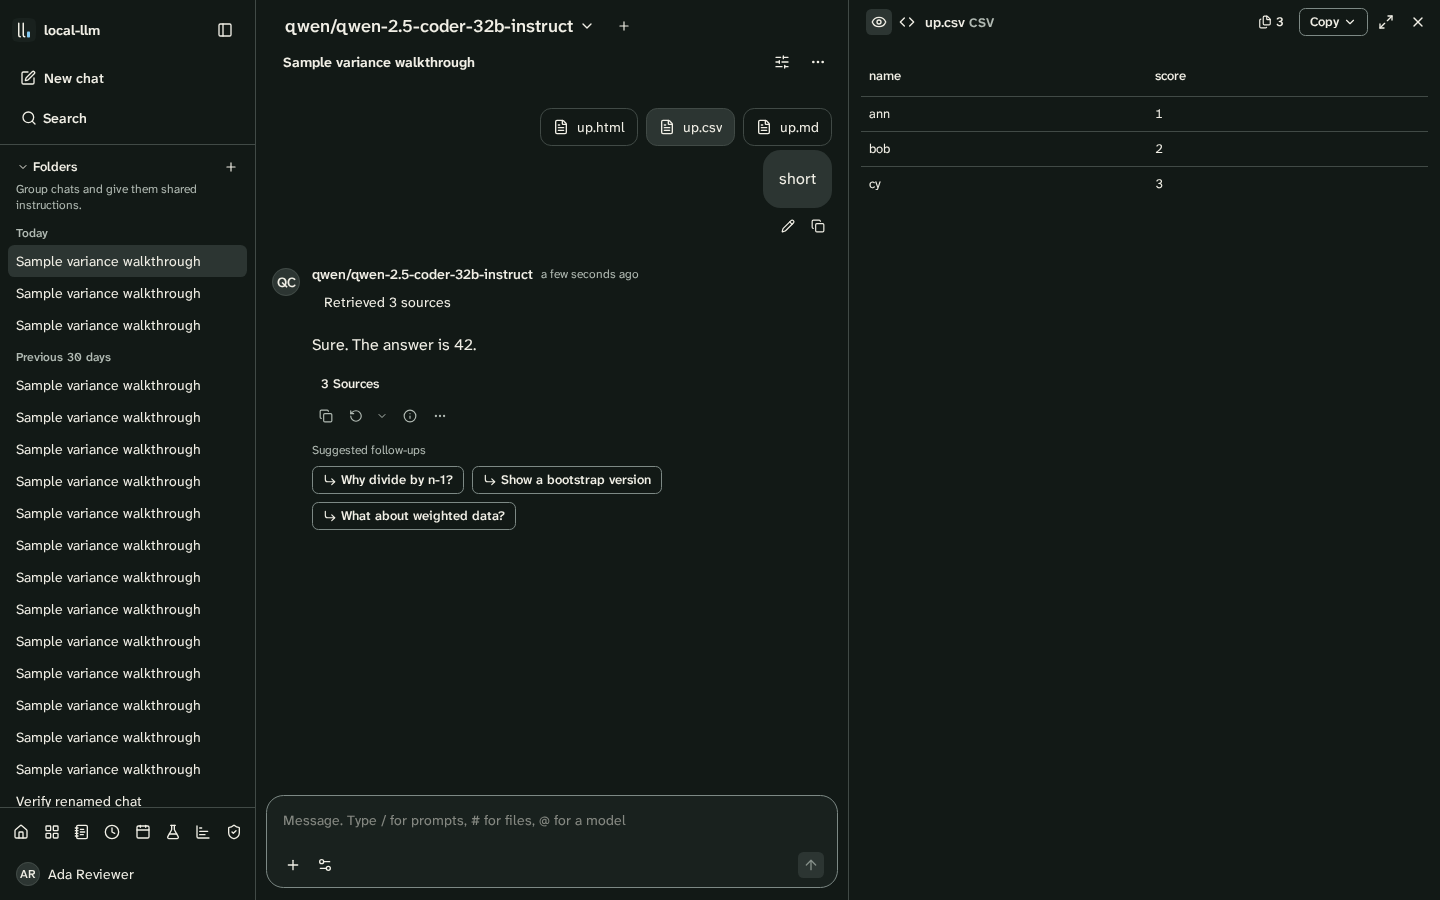 local-llm
New chat
Search
Folders
Group chats and give them shared
instructions.
Today
Sample variance walkthrough
Sample variance walkthrough
Sample variance walkthrough
Previous 30 days
Sample variance walkthrough
Sample variance walkthrough
Sample variance walkthrough
Sample variance walkthrough
Sample variance walkthrough
Sample variance walkthrough
Sample variance walkthrough
Sample variance walkthrough
Sample variance walkthrough
Sample variance walkthrough
Sample variance walkthrough
Sample variance walkthrough
Sample variance walkthrough
Verify renamed chat
AR Ada Reviewer
qwen/qwen-2.5-coder-32b-instruct
Sample variance walkthrough
up.html up.csv up.md
short
QC qwen/qwen-2.5-coder-32b-instruct a few seconds ago
Retrieved 3 sources
Sure. The answer is 42.
3 Sources
Suggested follow-ups
Why divide by n-1? Show a bootstrap version
What about weighted data?
Message. Type / for prompts, # for files, @ for a model
up.csv CSV 3 Copy
name score
ann 1
bob 2
cy 3